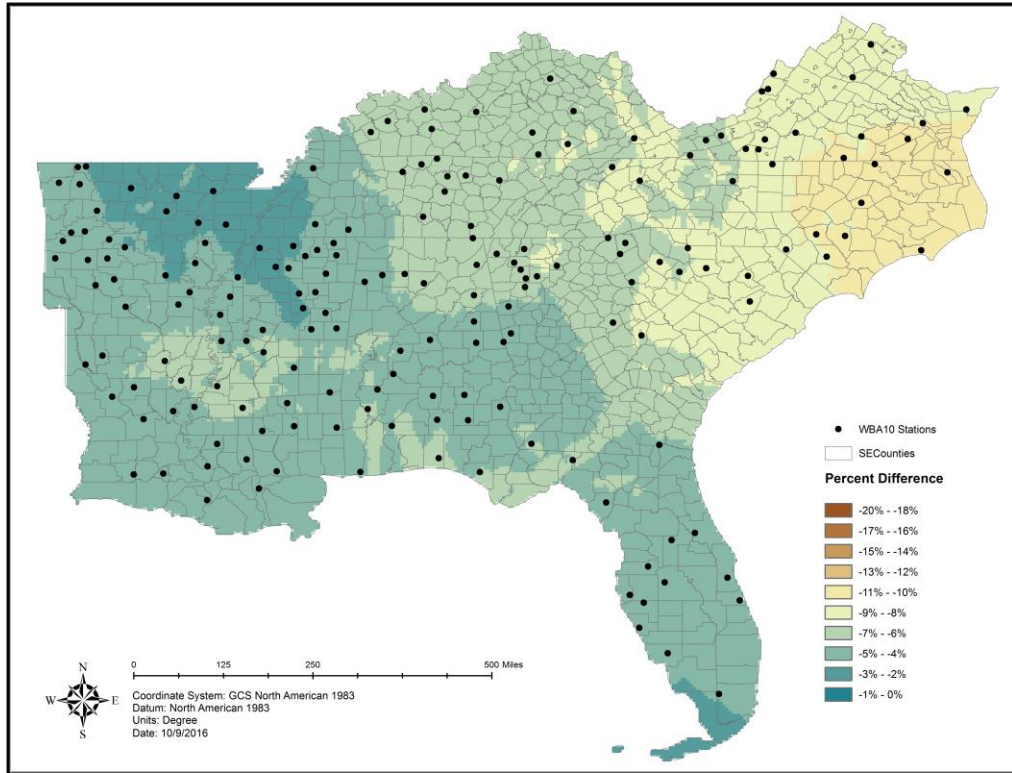 WBA10 Stations
SECounties
Percent Difference
-20% - -18%
-17% - -16%
-15% - -14%
-13% - -12%
-11% - -10%
-9% - -8%
-7% - -6%
-5% - -4%
-3% - -2%
-1% - 0%
0 125 250 500 Miles
N
W E
S
Coordinate System: GCS North American 1983
Datum: North American 1983
Units: Degree
Date: 10/9/2016